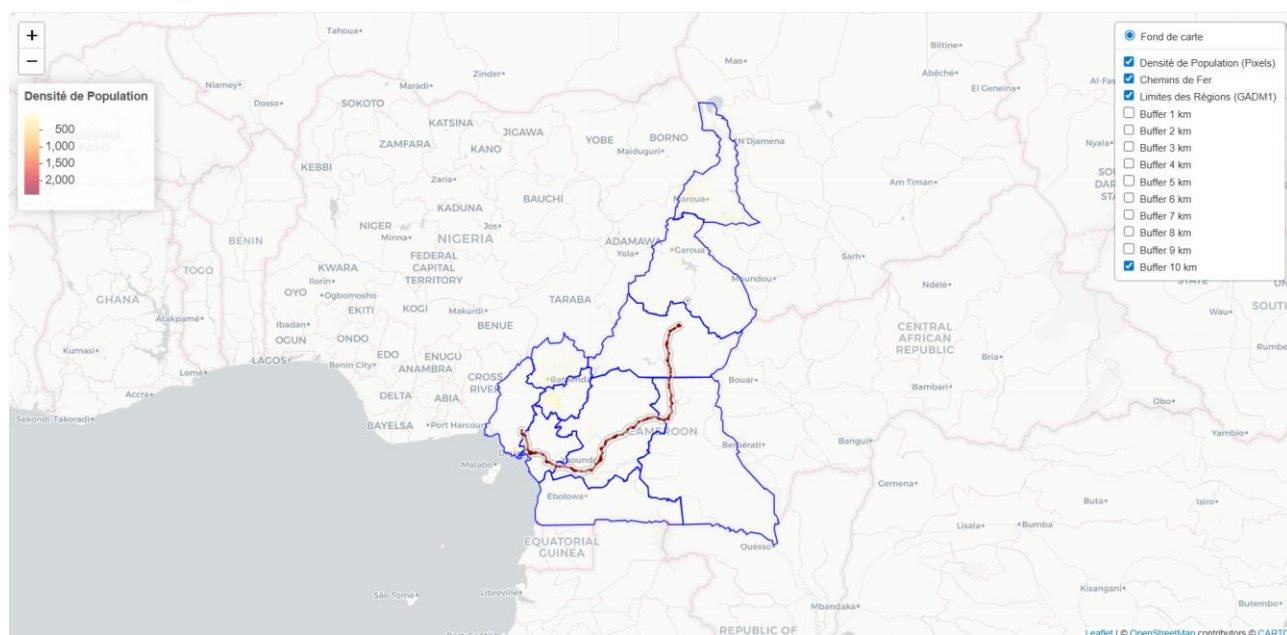 +
−
Densité de Population
500
1,000
1,500
2,000
Fond de carte
Densité de Population (Pixels)
Chemins de Fer
Limites des Régions (GADM1)
Buffer 1 km
Buffer 2 km
Buffer 3 km
Buffer 4 km
Buffer 5 km
Buffer 6 km
Buffer 7 km
Buffer 8 km
Buffer 9 km
Buffer 10 km
Tahoua
Zinder
Mao
Biltine
Abéché
El Geneina
Niamey
Maradi
Dosso
SOKOTO
KATSINA
JIGAWA
YOBE
BORNO
N'Djamena
ZAMFARA
KANO
Maiduguri
Nyala
KEBBI
Zaria
Am Timan
KADUNA
BAUCHI
Maroua
NIGER
Jos
Minna
NIGERIA
ADAMAWA
Garoua
BENIN
FEDERAL
CAPITAL
TERRITORY
Yola
Sarh
Moundou
TOGO
KWARA
Ilorin
Ndélé
OYO
Ogbomosho
KOGI
Makurdi
TARABA
GHANA
EKITI
BENUE
CENTRAL
AFRICAN
REPUBLIC
Wau
Atakpamé
Ibadan
OGUN
ONDO
ENUGU
Kumasi
LAGOS
Benin City
EDO
ANAMBRA
CROSS
RIVER
Bria
Rumbe
Lome
Bamenda
Bouar
Bambari
Accra
DELTA
ABIA
Obo
Sekondi-Takoradi
BAYELSA
Port Harcourt
CAMEROON
Bangui
Yambio
Malabo
Yaoundé
Berbérati
Gemena
Ebolowa
Buta
Isiro
Lisala
Bumba
EQUATORIAL
GUINEA
Ouésso
São Tomé
Libreville
Kisangani
Mbandaka
REPUBLIC OF
Leaflet | © OpenStreetMap contributors © CARTO